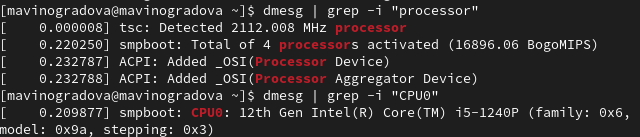 [mavinogradova@mavinogradova ~]$ dmesg | grep -i "processor"
[    0.000008] tsc: Detected 2112.008 MHz processor
[    0.220250] smpboot: Total of 4 processors activated (16896.06 BogoMIPS)
[    0.232787] ACPI: Added _OSI(Processor Device)
[    0.232788] ACPI: Added _OSI(Processor Aggregator Device)
[mavinogradova@mavinogradova ~]$ dmesg | grep -i "CPU0"
[    0.209877] smpboot: CPU0: 12th Gen Intel(R) Core(TM) i5-1240P (family: 0x6,
model: 0x9a, stepping: 0x3)